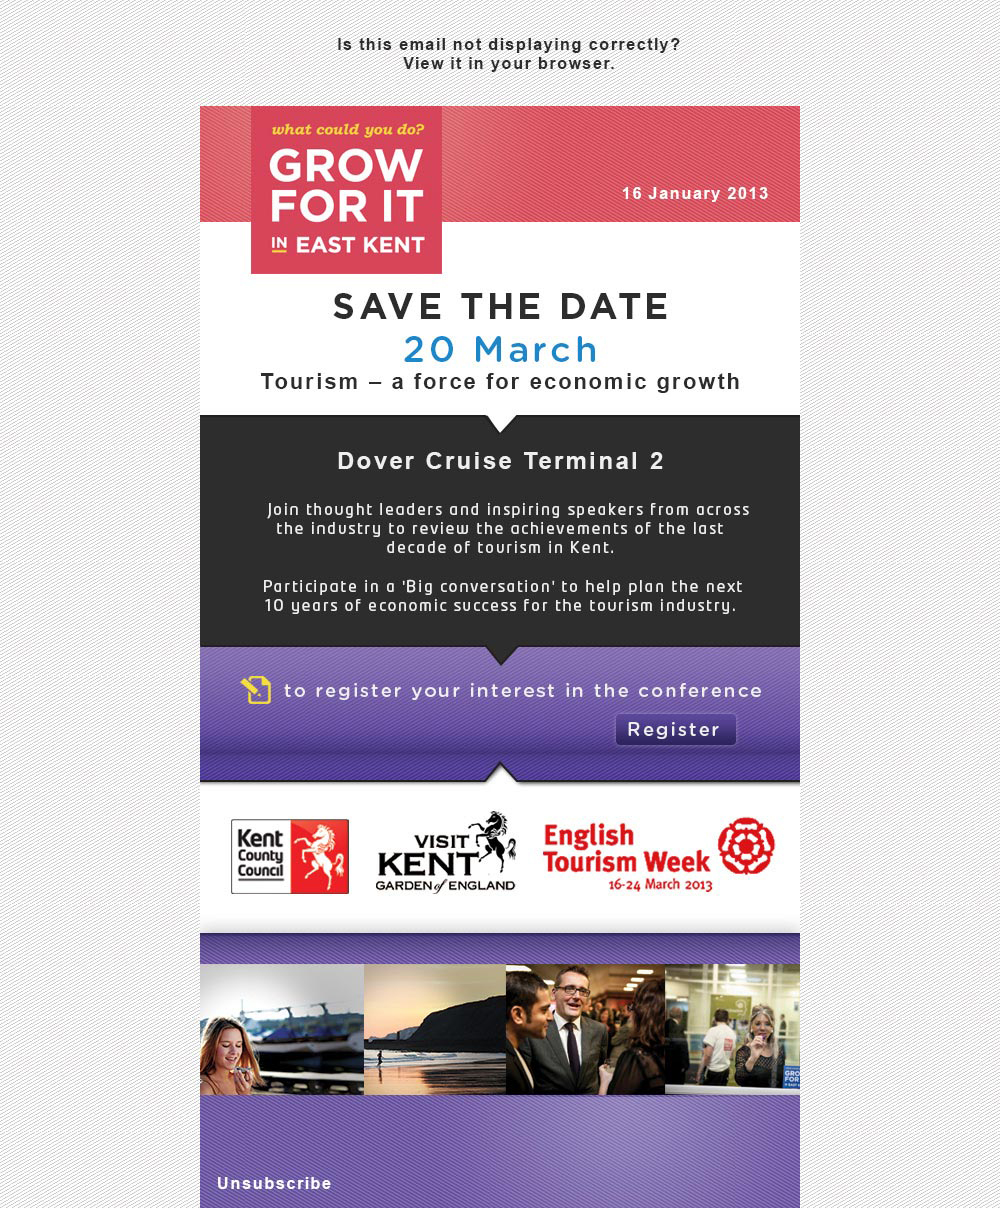 Is this email not displaying correctly?
View it in your browser.
what could you do?
GROW
FOR IT
IN EAST KENT
16 January 2013
SAVE THE DATE
20 March
Tourism – a force for economic growth
Dover Cruise Terminal 2
Join thought leaders and inspiring speakers from across
the industry to review the achievements of the last
decade of tourism in Kent.
Participate in a 'Big conversation' to help plan the next
10 years of economic success for the tourism industry.
to register your interest in the conference
Register
Kent
County
Council
VISIT
KENT
GARDEN of ENGLAND
English
Tourism Week
16-24 March 2013
GRO
FOR
Unsubscribe